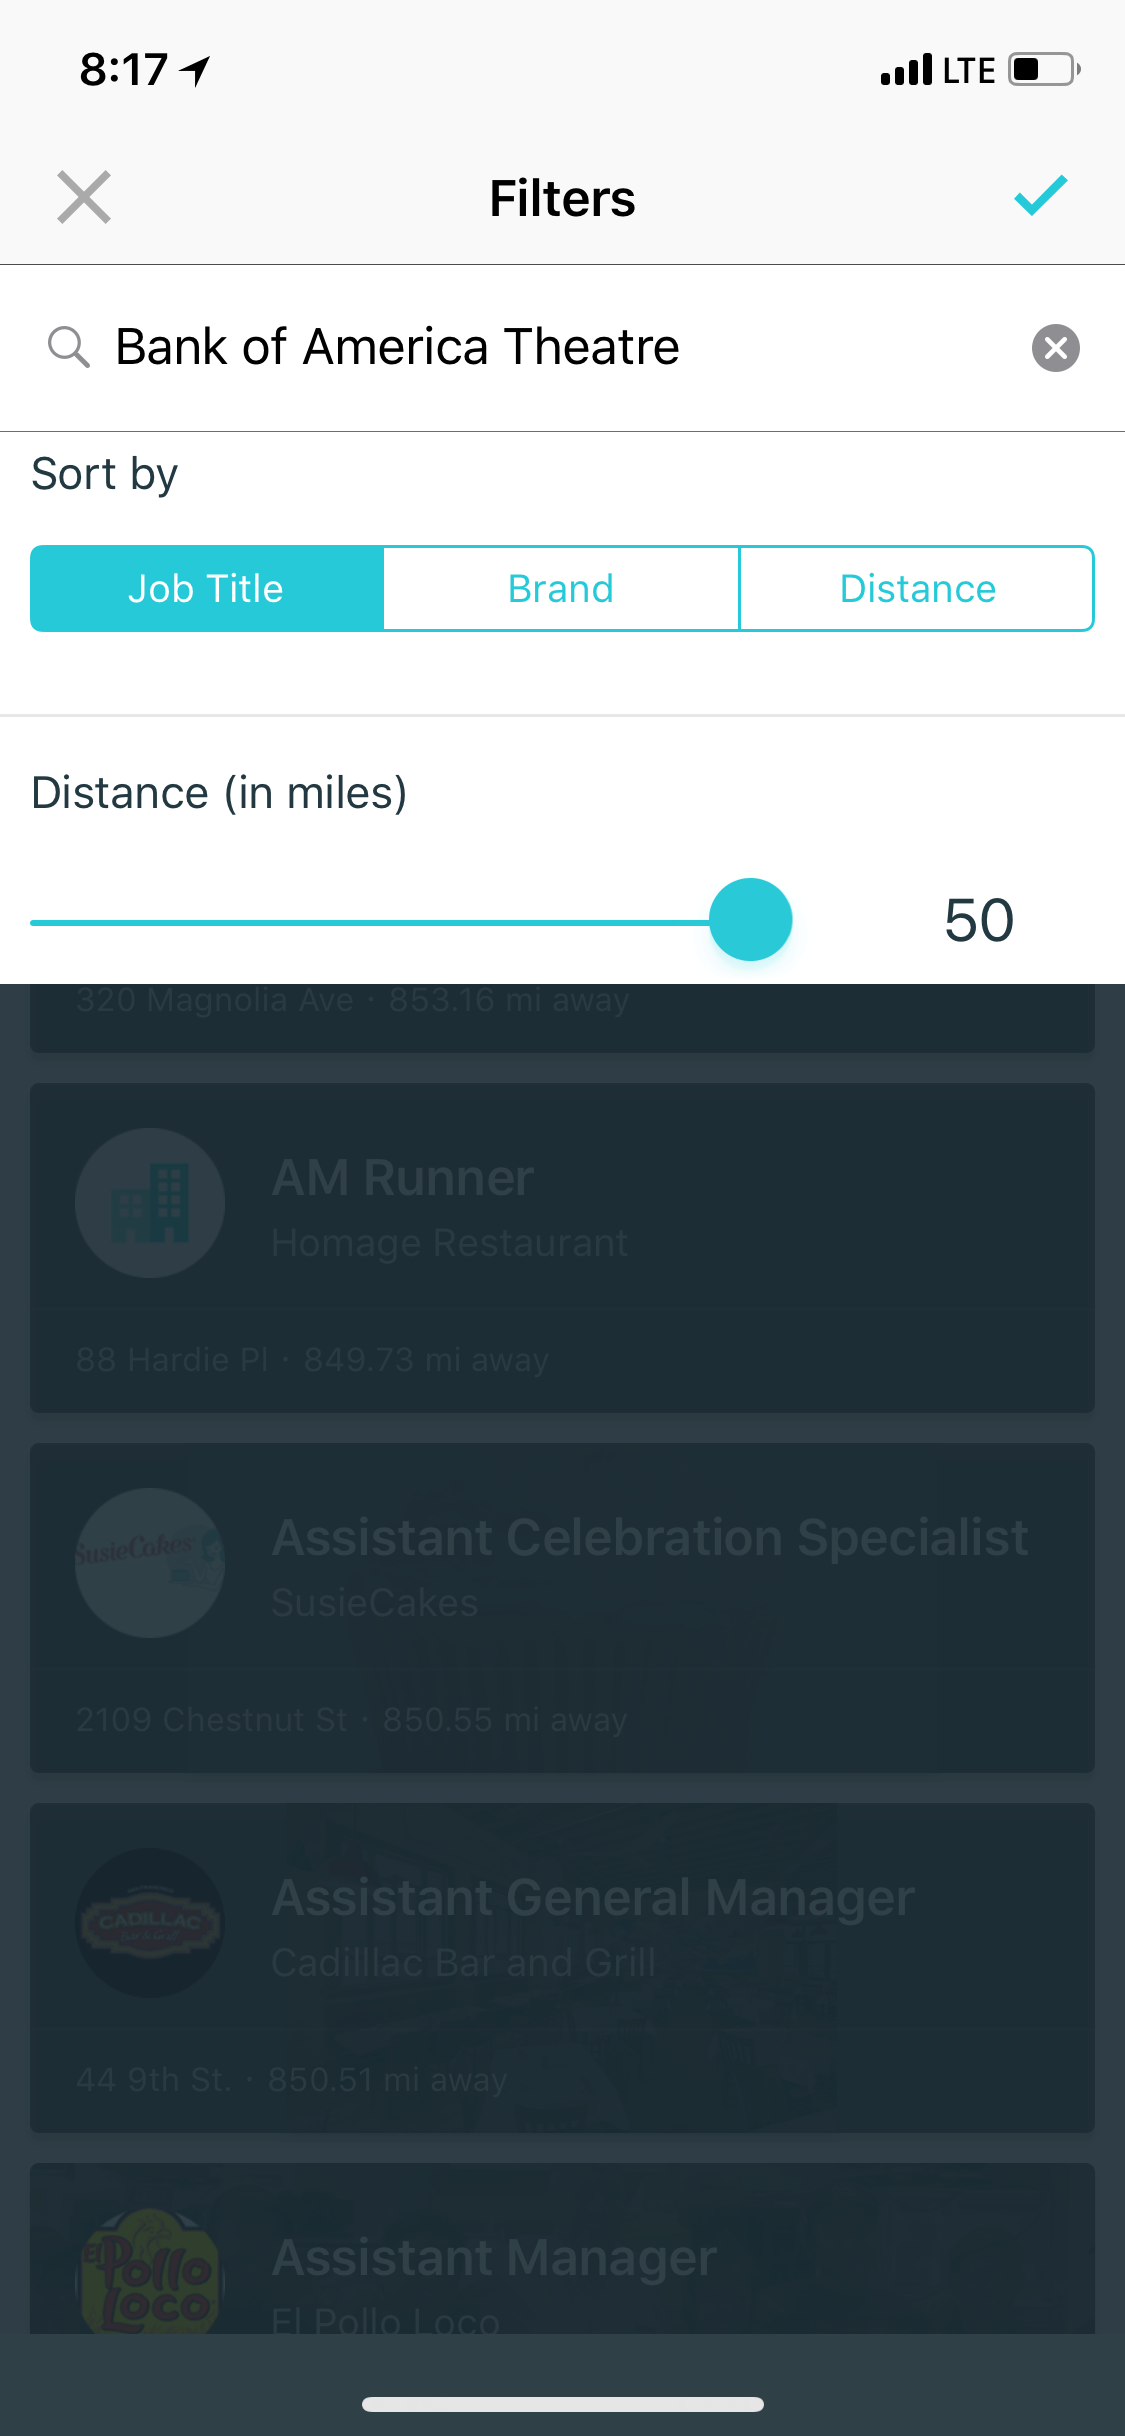 8:17
LTE
Filters
Bank of America Theatre
Sort by
Job Title
Brand
Distance
Distance (in miles)
50
320 Magnolia Ave · 853.16 mi away
AM Runner
Homage Restaurant
88 Hardie Pl · 849.73 mi away
SusieCakes
Assistant Celebration Specialist
SusieCakes
2109 Chestnut St · 850.55 mi away
CADILLAC
Bar & Grill
Assistant General Manager
Cadilllac Bar and Grill
44 9th St. · 850.51 mi away
El Pollo Loco
Assistant Manager
El Pollo Loco